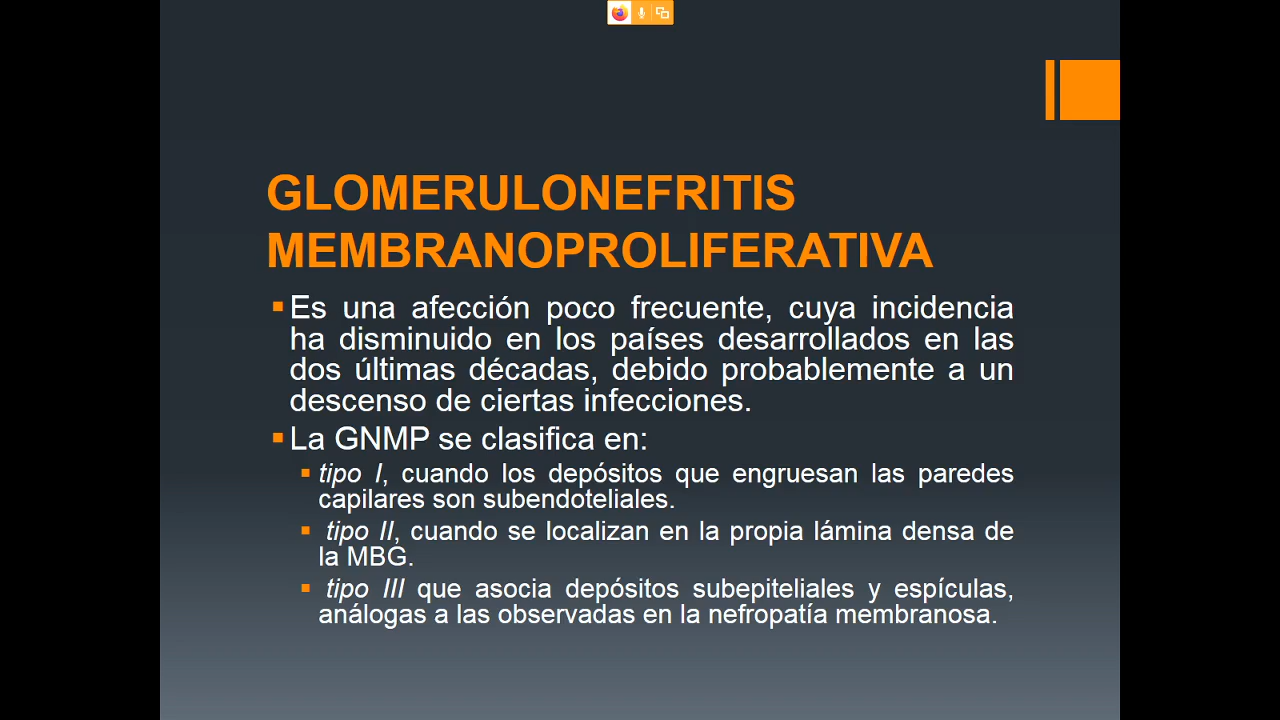 GLOMERULONEFRITIS
MEMBRANOPROLIFERATIVA
Es una afección poco frecuente, cuya incidencia
ha disminuido en los países desarrollados en las
dos últimas décadas, debido probablemente a un
descenso de ciertas infecciones.
La GNMP se clasifica en:
tipo I, cuando los depósitos que engruesan las paredes
capilares son subendoteliales.
tipo II, cuando se localizan en la propia lámina densa de
la MBG.
tipo III que asocia depósitos subepiteliales y espículas,
análogas a las observadas en la nefropatía membranosa.